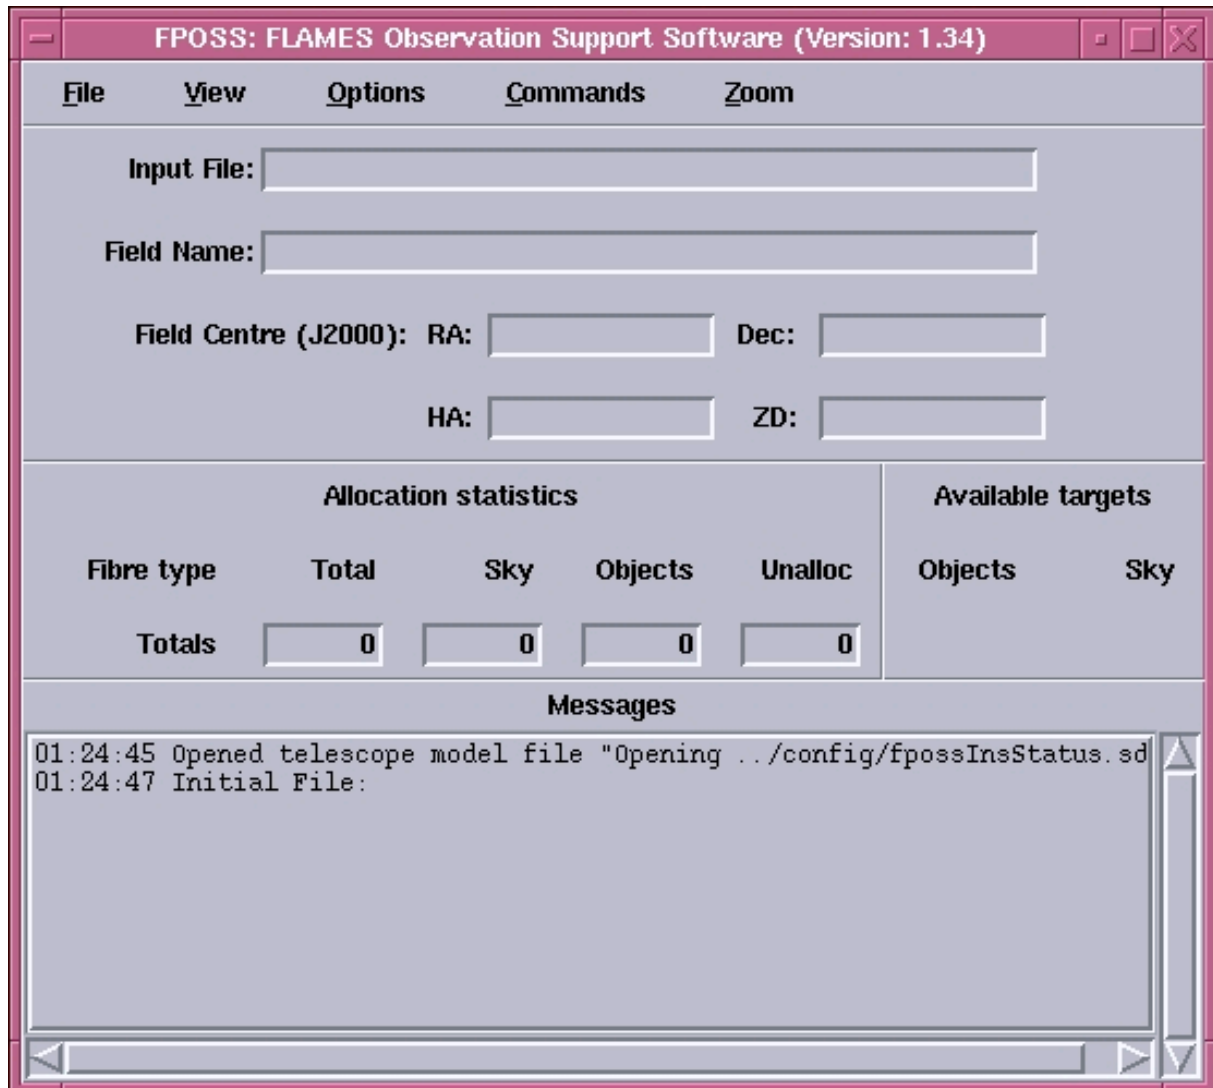 FPOSS: FLAMES Observation Support Software (Version: 1.34)
File View Options Commands Zoom
Input File:
Field Name:
Field Centre (J2000): RA: Dec:
HA: ZD:
Allocation statistics Available targets
Fibre type Total Sky Objects Unalloc Objects Sky
Totals 0 0 0 0
Messages
01:24:45 Opened telescope model file "Opening ../config/fpossInsStatus.sd
01:24:47 Initial File: